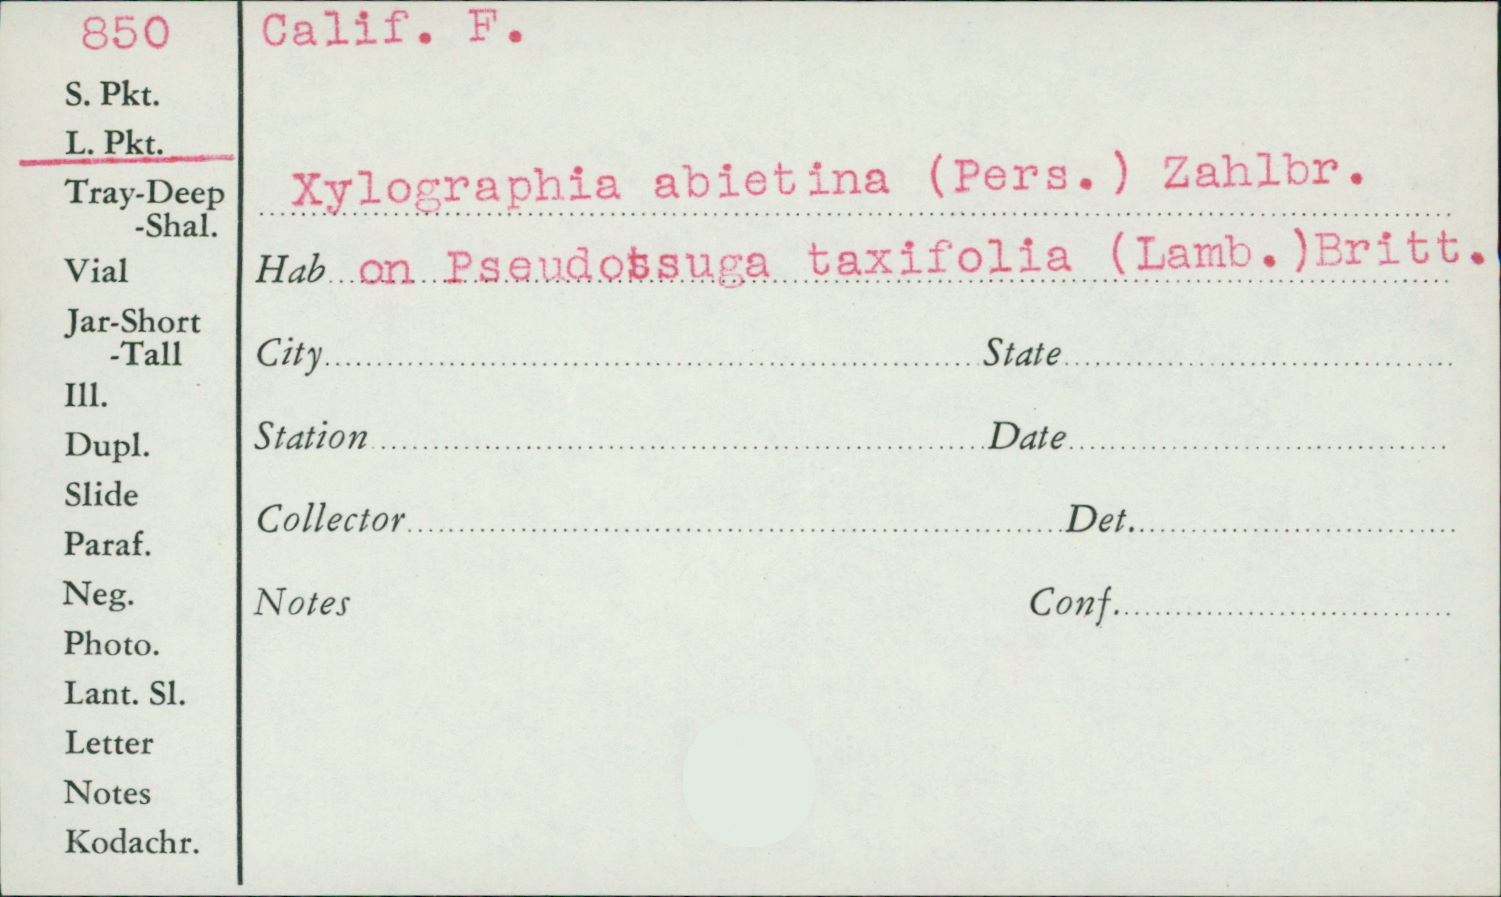 850
Calif. F.
S. Pkt.
L. Pkt.
Tray-Deep
-Shal.
Vial
Jar-Short
-Tall
Ill.
Dupl.
Slide
Paraf.
Neg.
Photo.
Lant. Sl.
Letter
Notes
Kodachr.
Xylographia abietina (Pers.) Zahlbr.
Hab on Pseudotsuga taxifolia (Lamb.)Britt.
City State
Station Date
Collector Det.
Notes Conf.